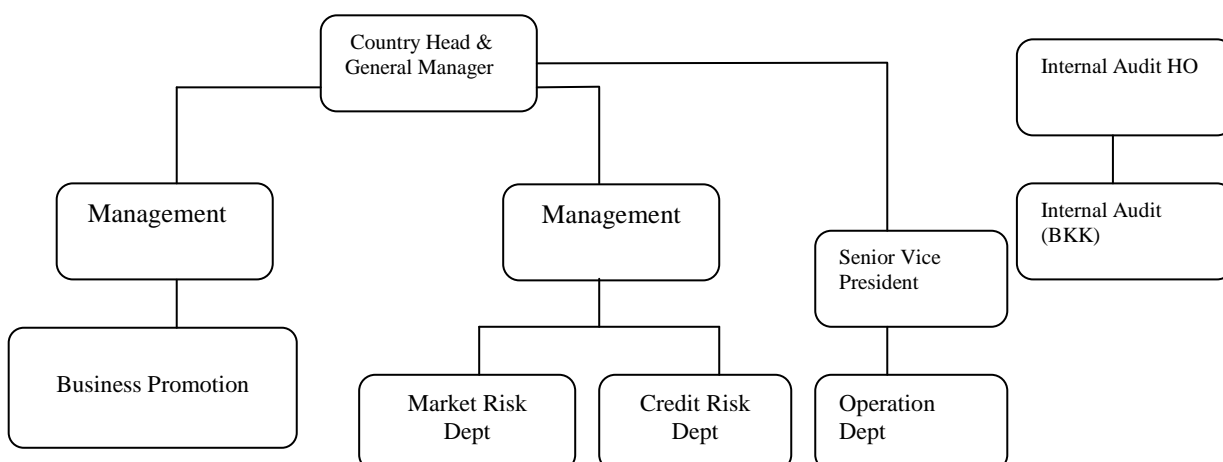 Country Head &
General Manager
Internal Audit HO
Management
Management
Internal Audit
(BKK)
Senior Vice
President
Business Promotion
Market Risk
Dept
Credit Risk
Dept
Operation
Dept